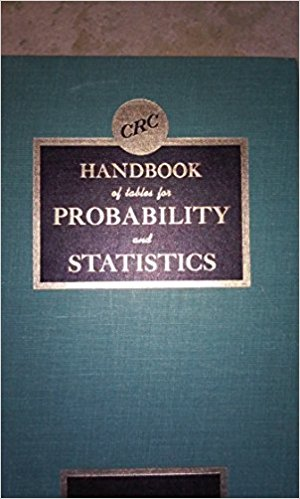 CRC
HANDBOOK
of tables for
PROBABILITY
and
STATISTICS